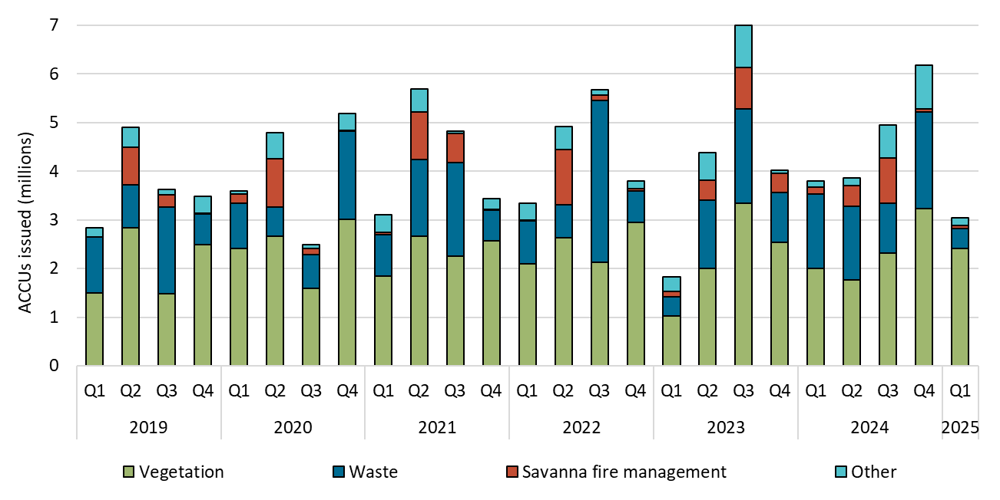 ACCUs issued (millions)
7
6
5
4
3
2
1
0
Q1 Q2 Q3 Q4 Q1 Q2 Q3 Q4 Q1 Q2 Q3 Q4 Q1 Q2 Q3 Q4 Q1 Q2 Q3 Q4 Q1 Q2 Q3 Q4 Q1
2019 2020 2021 2022 2023 2024 2025
Vegetation Waste Savanna fire management Other